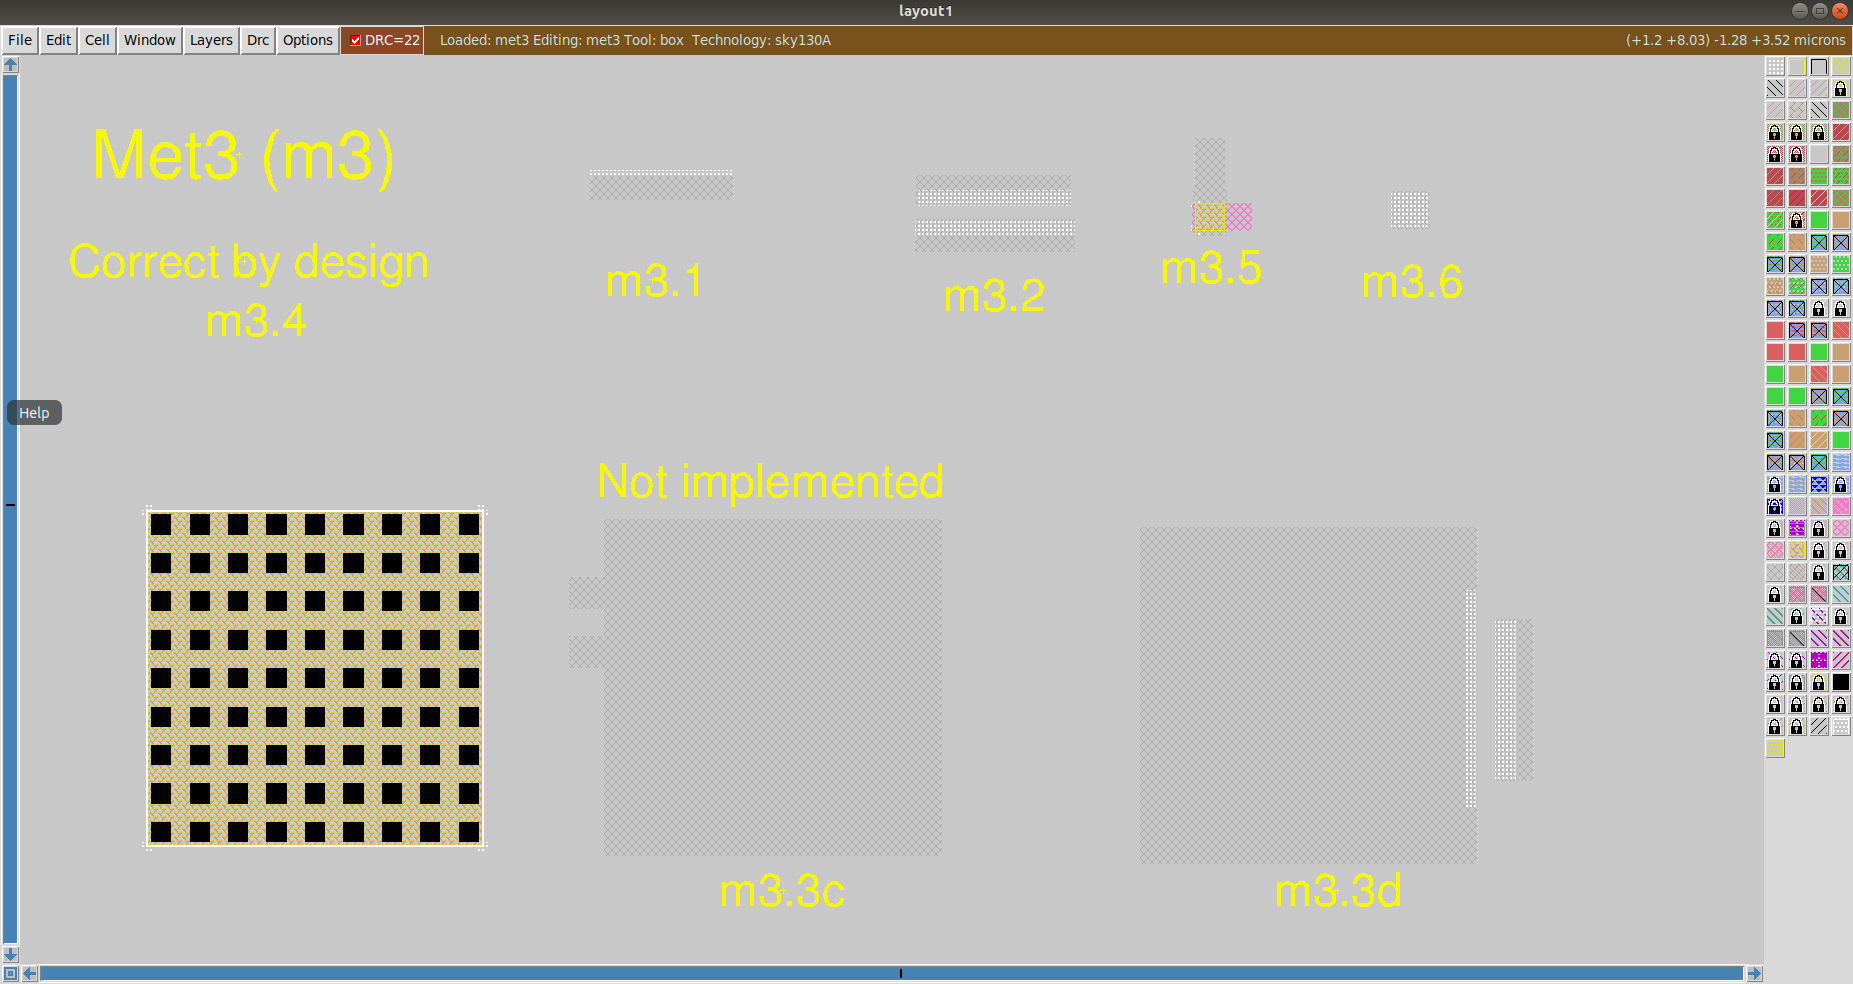 layout1
File Edit Cell Window Layers Drc Options DRC=22 Loaded: met3 Editing: met3 Tool: box Technology: sky130A (+1.2 +8.03) -1.28 +3.52 microns
Met3 (m3)
Correct by design
m3.4
m3.1
m3.2
m3.5
m3.6
Help
Not implemented
m3.3c
m3.3d